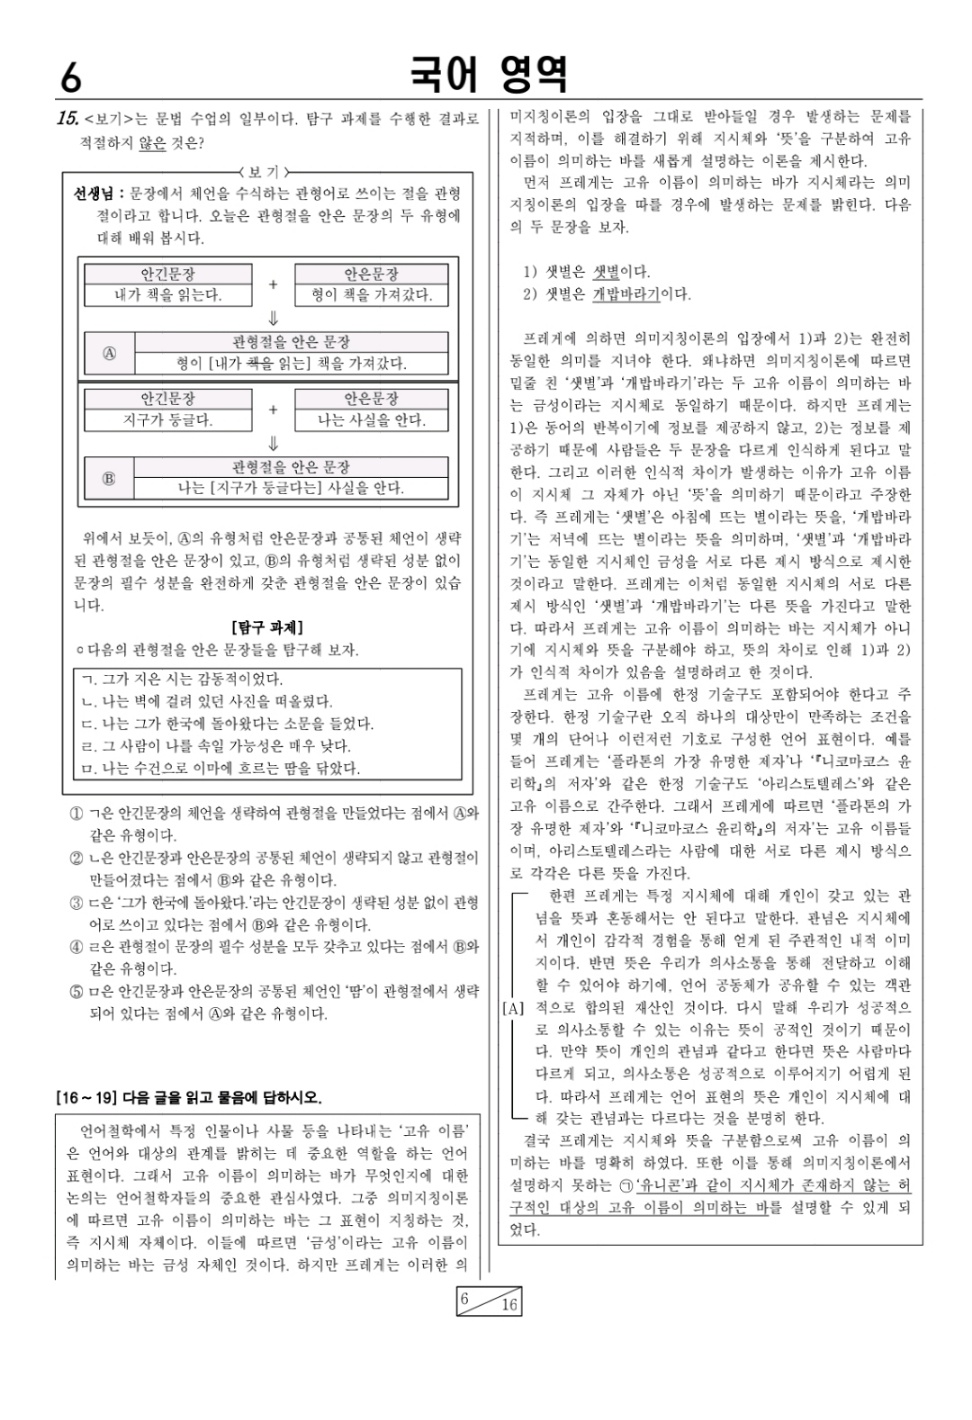 6
국어 영역
15. <보기>는 문법 수업의 일부이다. 탐구 과제를 수행한 결과로
적절하지 않은 것은?
<보 기>
선생님 : 문장에서 체언을 수식하는 관형어로 쓰이는 절을 관형
절이라고 합니다. 오늘은 관형절을 안은 문장의 두 유형에
대해 배워 봅시다.
안긴문장
내가 책을 읽는다.
+
안은문장
형이 책을 가져갔다.
⇓
Ⓐ
관형절을 안은 문장
형이 [내가 책을 읽는] 책을 가져갔다.
안긴문장
지구가 둥글다.
+
안은문장
나는 사실을 안다.
⇓
Ⓑ
관형절을 안은 문장
나는 [지구가 둥글다는] 사실을 안다.
위에서 보듯이, Ⓐ의 유형처럼 안은문장과 공통된 체언이 생략
된 관형절을 안은 문장이 있고, Ⓑ의 유형처럼 생략된 성분 없이
문장의 필수 성분을 완전하게 갖춘 관형절을 안은 문장이 있습
니다.
[탐구 과제]
○다음의 관형절을 안은 문장들을 탐구해 보자.
ㄱ. 그가 지은 시는 감동적이었다.
ㄴ. 나는 벽에 걸려 있던 사진을 떠올렸다.
ㄷ. 나는 그가 한국에 돌아왔다는 소문을 들었다.
ㄹ. 그 사람이 나를 속일 가능성은 매우 낮다.
ㅁ. 나는 수건으로 이마에 흐르는 땀을 닦았다.
① ㄱ은 안긴문장의 체언을 생략하여 관형절을 만들었다는 점에서 Ⓐ와
같은 유형이다.
② ㄴ은 안긴문장과 안은문장의 공통된 체언이 생략되지 않고 관형절이
만들어졌다는 점에서 Ⓑ와 같은 유형이다.
③ ㄷ은 ‘그가 한국에 돌아왔다.’라는 안긴문장이 생략된 성분 없이 관형
어로 쓰이고 있다는 점에서 Ⓑ와 같은 유형이다.
④ ㄹ은 관형절이 문장의 필수 성분을 모두 갖추고 있다는 점에서 Ⓑ와
같은 유형이다.
⑤ ㅁ은 안긴문장과 안은문장의 공통된 체언인 ‘땀’이 관형절에서 생략
되어 있다는 점에서 Ⓐ와 같은 유형이다.
[16 ~ 19] 다음 글을 읽고 물음에 답하시오.
언어철학에서 특정 인물이나 사물 등을 나타내는 ‘고유 이름’
은 언어와 대상의 관계를 밝히는 데 중요한 역할을 하는 언어
표현이다. 그래서 고유 이름이 의미하는 바가 무엇인지에 대한
논의는 언어철학자들의 중요한 관심사였다. 그중 의미지칭이론
에 따르면 고유 이름이 의미하는 바는 그 표현이 지칭하는 것,
즉 지시체 자체이다. 이들에 따르면 ‘금성’이라는 고유 이름이
의미하는 바는 금성 자체인 것이다. 하지만 프레게는 이러한 의
미지칭이론의 입장을 그대로 받아들일 경우 발생하는 문제를
지적하며, 이를 해결하기 위해 지시체와 ‘뜻’을 구분하여 고유
이름이 의미하는 바를 새롭게 설명하는 이론을 제시한다.
먼저 프레게는 고유 이름이 의미하는 바가 지시체라는 의미
지칭이론의 입장을 따를 경우에 발생하는 문제를 밝힌다. 다음
의 두 문장을 보자.
1) 샛별은 샛별이다.
2) 샛별은 개밥바라기이다.
프레게에 의하면 의미지칭이론의 입장에서 1)과 2)는 완전히
동일한 의미를 지녀야 한다. 왜냐하면 의미지칭이론에 따르면
밑줄 친 ‘샛별’과 ‘개밥바라기’라는 두 고유 이름이 의미하는 바
는 금성이라는 지시체로 동일하기 때문이다. 하지만 프레게는
1)은 동어의 반복이기에 정보를 제공하지 않고, 2)는 정보를 제
공하기 때문에 사람들은 두 문장을 다르게 인식하게 된다고 말
한다. 그리고 이러한 인식적 차이가 발생하는 이유가 고유 이름
이 지시체 그 자체가 아닌 ‘뜻’을 의미하기 때문이라고 주장한
다. 즉 프레게는 ‘샛별’은 아침에 뜨는 별이라는 뜻을, ‘개밥바라
기’는 저녁에 뜨는 별이라는 뜻을 의미하며, ‘샛별’과 ‘개밥바라
기’는 동일한 지시체인 금성을 서로 다른 제시 방식으로 제시한
것이라고 말한다. 프레게는 이처럼 동일한 지시체의 서로 다른
제시 방식인 ‘샛별’과 ‘개밥바라기’는 다른 뜻을 가진다고 말한
다. 따라서 프레게는 고유 이름이 의미하는 바는 지시체가 아니
기에 지시체와 뜻을 구분해야 하고, 뜻의 차이로 인해 1)과 2)
가 인식적 차이가 있음을 설명하려고 한 것이다.
프레게는 고유 이름에 한정 기술구도 포함되어야 한다고 주
장한다. 한정 기술구란 오직 하나의 대상만이 만족하는 조건을
몇 개의 단어나 이런저런 기호로 구성한 언어 표현이다. 예를
들어 프레게는 ‘플라톤의 가장 유명한 제자’나 ‘『니코마코스 윤
리학』의 저자’와 같은 한정 기술구도 ‘아리스토텔레스’와 같은
고유 이름으로 간주한다. 그래서 프레게에 따르면 ‘플라톤의 가
장 유명한 제자’와 ‘『니코마코스 윤리학』의 저자’는 고유 이름들
이며, 아리스토텔레스라는 사람에 대한 서로 다른 제시 방식으
로 각각은 다른 뜻을 가진다.
한편 프레게는 특정 지시체에 대해 개인이 갖고 있는 관
념을 뜻과 혼동해서는 안 된다고 말한다. 관념은 지시체에
서 개인이 감각적 경험을 통해 얻게 된 주관적인 내적 이미
지이다. 반면 뜻은 우리가 의사소통을 통해 전달하고 이해
할 수 있어야 하기에, 언어 공동체가 공유할 수 있는 객관
[A] 적으로 합의된 재산인 것이다. 다시 말해 우리가 성공적으
로 의사소통할 수 있는 이유는 뜻이 공적인 것이기 때문이
다. 만약 뜻이 개인의 관념과 같다고 한다면 뜻은 사람마다
다르게 되고, 의사소통은 성공적으로 이루어지기 어렵게 된
다. 따라서 프레게는 언어 표현의 뜻은 개인이 지시체에 대
해 갖는 관념과는 다르다는 것을 분명히 한다.
결국 프레게는 지시체와 뜻을 구분함으로써 고유 이름이 의
미하는 바를 명확히 하였다. 또한 이를 통해 의미지칭이론에서
설명하지 못하는 ㉠‘유니콘’과 같이 지시체가 존재하지 않는 허
구적인 대상의 고유 이름이 의미하는 바를 설명할 수 있게 되
었다.
6
16